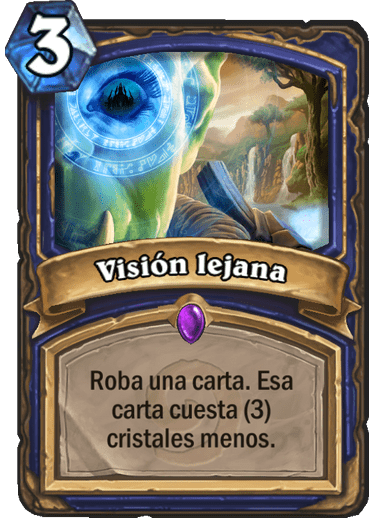 3
Visión lejana
Roba una carta. Esa
carta cuesta (3)
cristales menos.